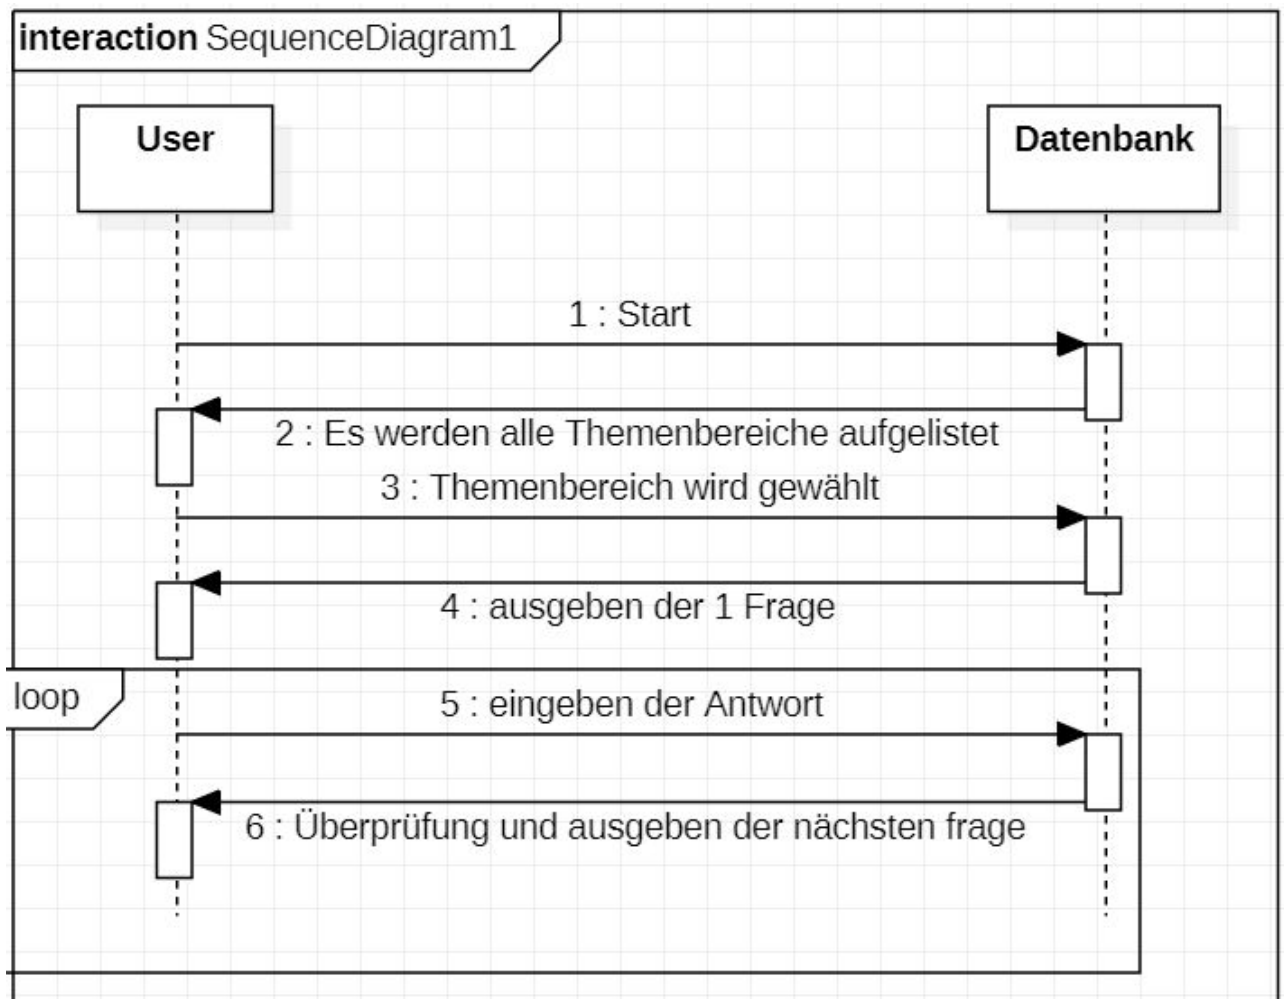 interaction SequenceDiagram1
User
Datenbank
1 : Start
2 : Es werden alle Themenbereiche aufgelistet
3 : Themenbereich wird gewählt
4 : ausgeben der 1 Frage
loop
5 : eingeben der Antwort
6 : Überprüfung und ausgeben der nächsten frage